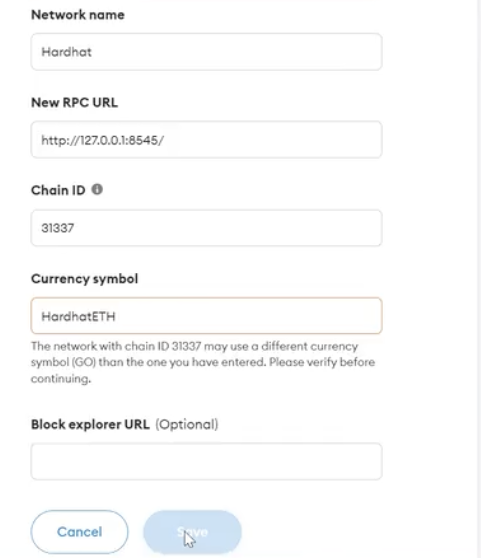 Network name
Hardhat
New RPC URL
http://127.0.0.1:8545/
Chain ID
31337
Currency symbol
HardhatETH
The network with chain ID 31337 may use a different currency
symbol (GO) than the one you have entered. Please verify before
continuing.
Block explorer URL (Optional)
Cancel
Save